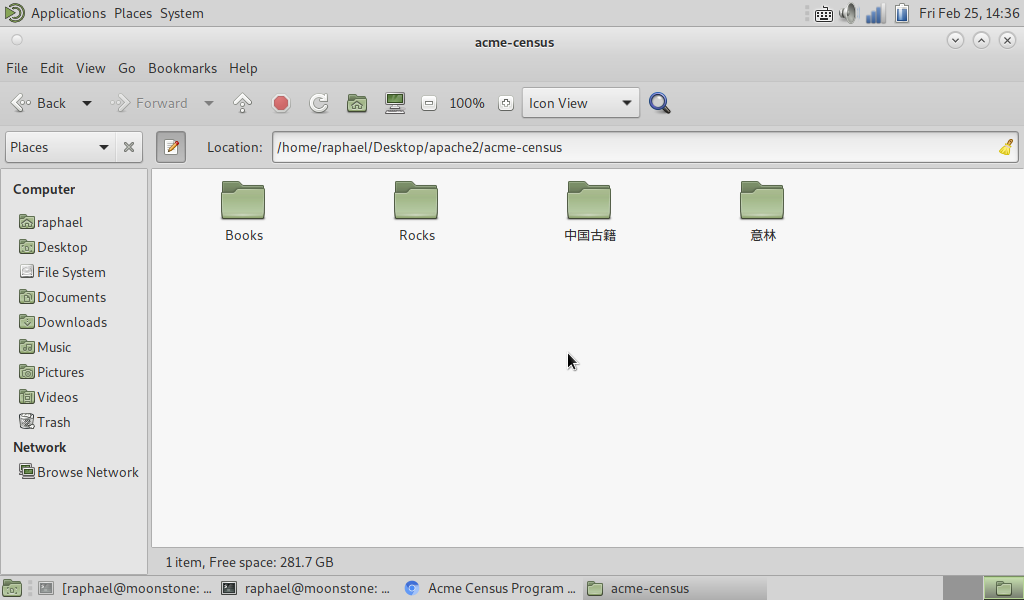 Applications Places System
Fri Feb 25, 14:36
acme-census
File Edit View Go Bookmarks Help
Back Forward 100% Icon View
Places Location: /home/raphael/Desktop/apache2/acme-census
Computer
raphael
Desktop
File System
Documents
Downloads
Music
Pictures
Videos
Trash
Network
Browse Network
Books Rocks 中国古籍 意林
1 item, Free space: 281.7 GB
[raphael@moonstone: ... raphael@moonstone: ... Acme Census Program ... acme-census